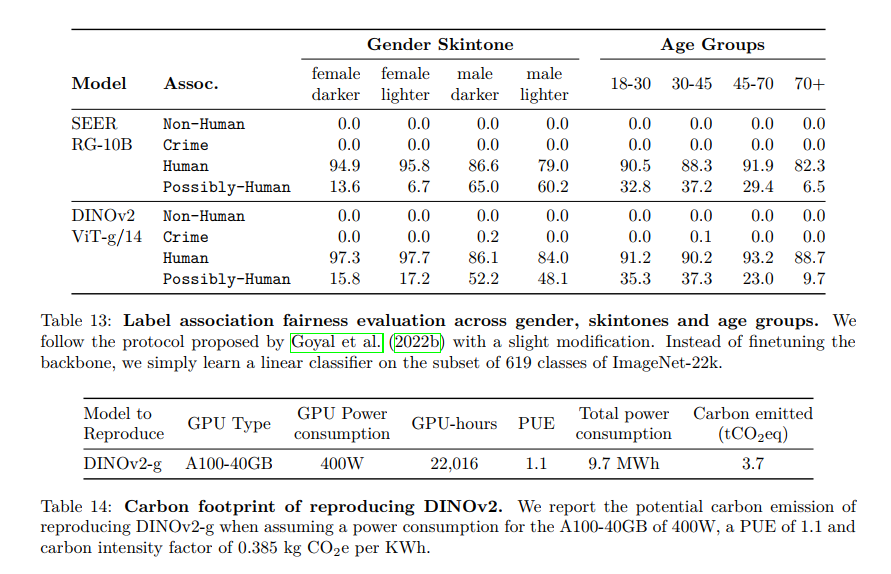 Gender Skintone Age Groups
Model Assoc. female darker female lighter male darker male lighter 18-30 30-45 45-70 70+
SEER Non-Human 0.0 0.0 0.0 0.0 0.0 0.0 0.0 0.0
RG-10B Crime 0.0 0.0 0.0 0.0 0.0 0.0 0.0 0.0
Human 94.9 95.8 86.6 79.0 90.5 88.3 91.9 82.3
Possibly-Human 13.6 6.7 65.0 60.2 32.8 37.2 29.4 6.5
DINOv2 Non-Human 0.0 0.0 0.0 0.0 0.0 0.0 0.0 0.0
ViT-g/14 Crime 0.0 0.0 0.2 0.0 0.0 0.1 0.0 0.0
Human 97.3 97.7 86.1 84.0 91.2 90.2 93.2 88.7
Possibly-Human 15.8 17.2 52.2 48.1 35.3 37.3 23.0 9.7
Table 13: Label association fairness evaluation across gender, skintones and age groups. We
follow the protocol proposed by Goyal et al. (2022b) with a slight modification. Instead of finetuning the
backbone, we simply learn a linear classifier on the subset of 619 classes of ImageNet-22k.
Model to Reproduce GPU Type GPU Power consumption GPU-hours PUE Total power consumption Carbon emitted (tCO₂eq)
DINOv2-g A100-40GB 400W 22,016 1.1 9.7 MWh 3.7
Table 14: Carbon footprint of reproducing DINOv2. We report the potential carbon emission of
reproducing DINOv2-g when assuming a power consumption for the A100-40GB of 400W, a PUE of 1.1 and
carbon intensity factor of 0.385 kg CO₂e per KWh.